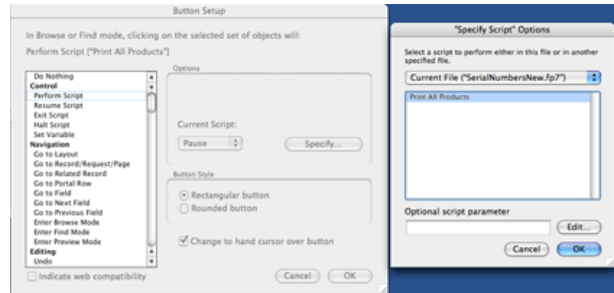 Button Setup
In Browse or Find mode, clicking on the selected set of objects will:
Perform Script ["Print All Products"]
Do Nothing
Control
Perform Script
Resume Script
Exit Script
Halt Script
Set Variable
Navigation
Go to Layout
Go to Record/Request/Page
Go to Related Record
Go to Portal Row
Go to Field
Go to Next Field
Go to Previous Field
Enter Browse Mode
Enter Find Mode
Enter Preview Mode
Editing
Undo
Indicate web compatibility
Options
Current Script:
Pause
Specify...
Button Style
Rectangular button
Rounded button
Change to hand cursor over button
Cancel
OK
"Specify Script" Options
Select a script to perform either in this file or in another
specified file.
Current File ("SerialNumbersNew.fp7")
Print All Products
Optional script parameter
Edit...
Cancel
OK